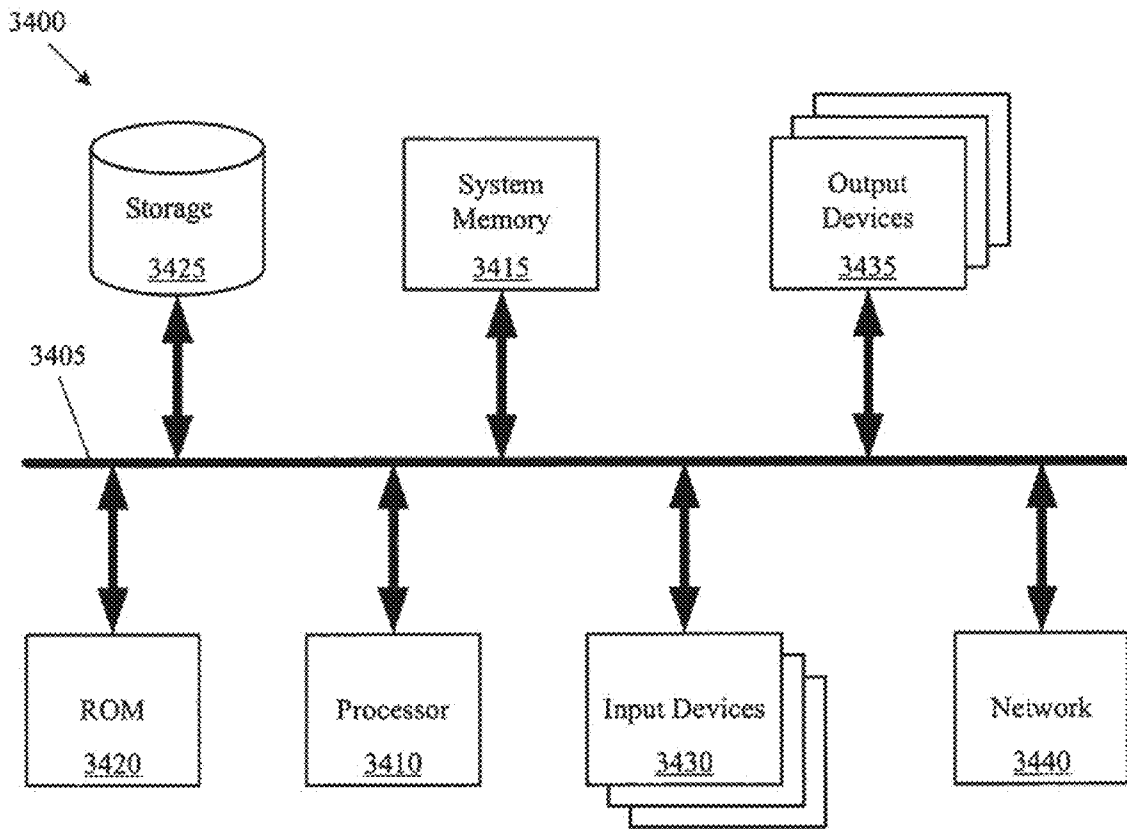 3400
Storage
3425
System
Memory
3415
Output
Devices
3435
3405
ROM
3420
Processor
3410
Input Devices
3430
Network
3440